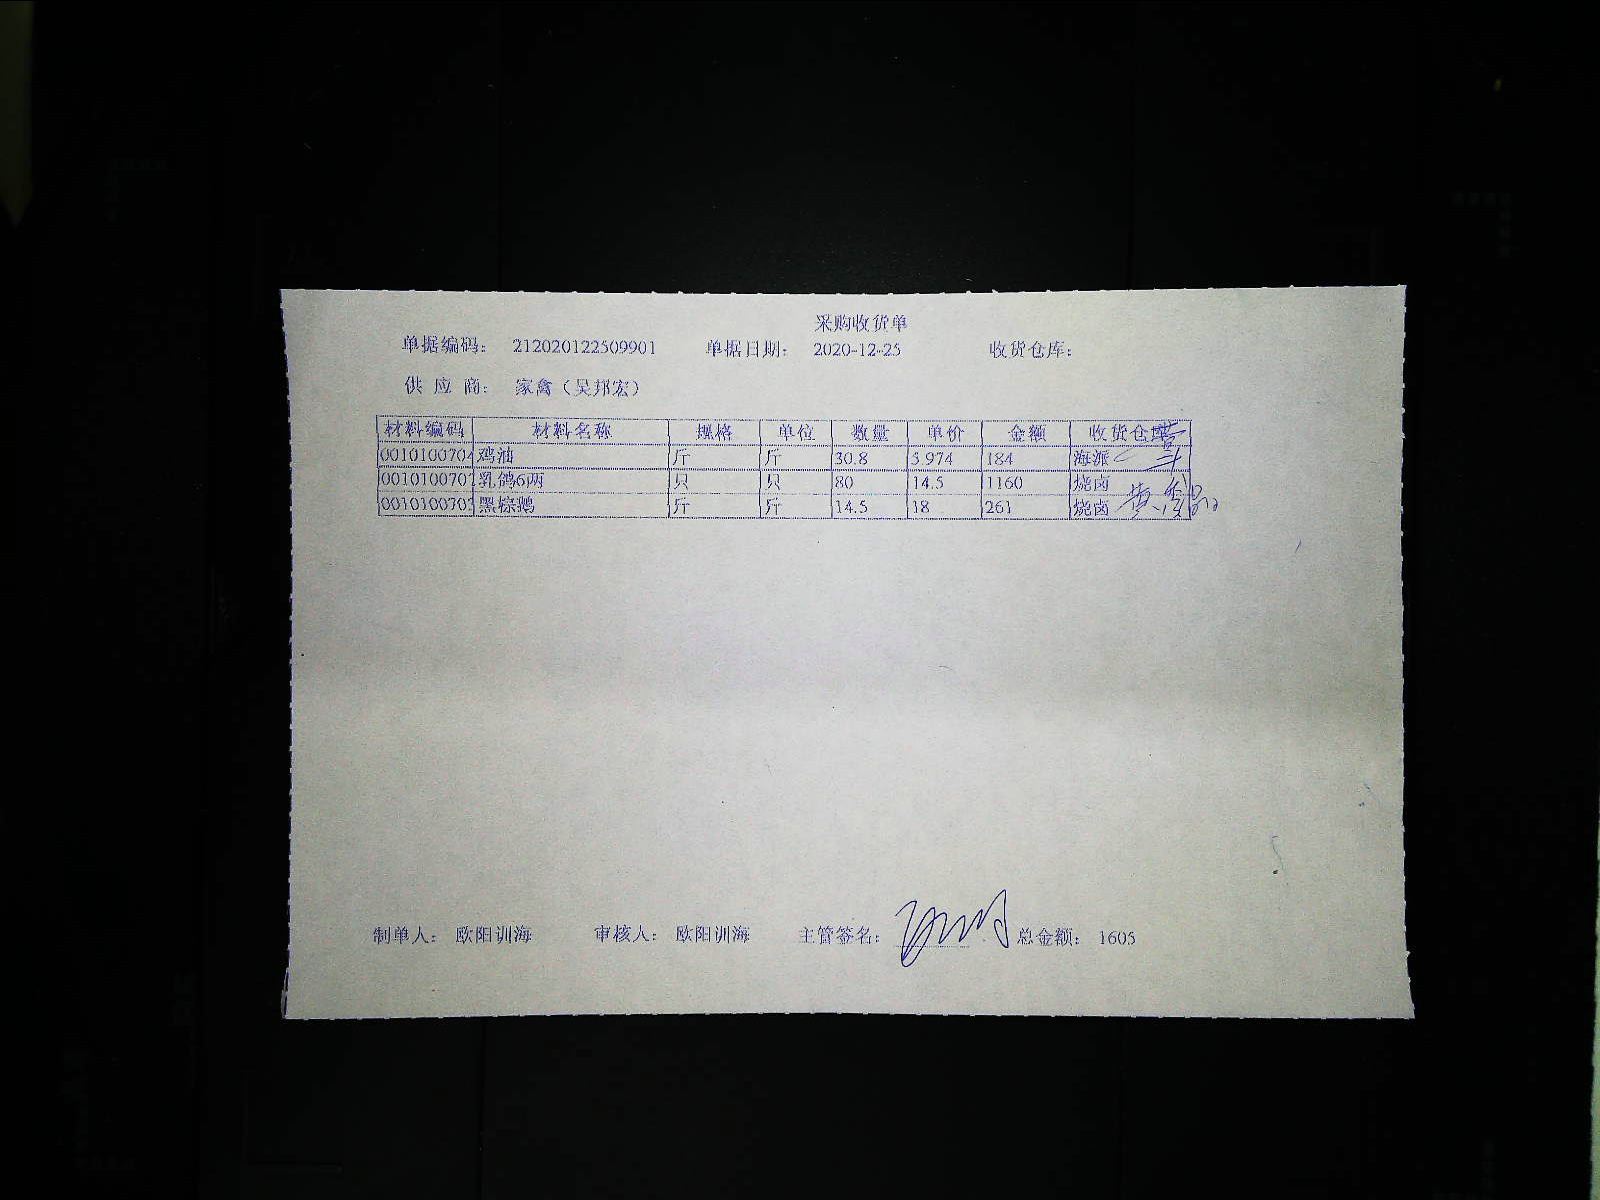 采购收货单
单据编码： 212020122509901 单据日期： 2020-12-25 收货仓库：
供 应 商： 家禽（吴邦宏）
材料编码 材料名称 规格 单位 数量 单价 金额 收货仓库
0010100704 鸡油 斤 斤 30.8 5.974 184 海派
0010100707 乳鸽6两 只 只 80 14.5 1160 烧卤
0010100703 黑棕鹅 斤 斤 14.5 18 261 烧卤
制单人： 欧阳训海 审核人： 欧阳训海 主管签名： 总金额： 1605